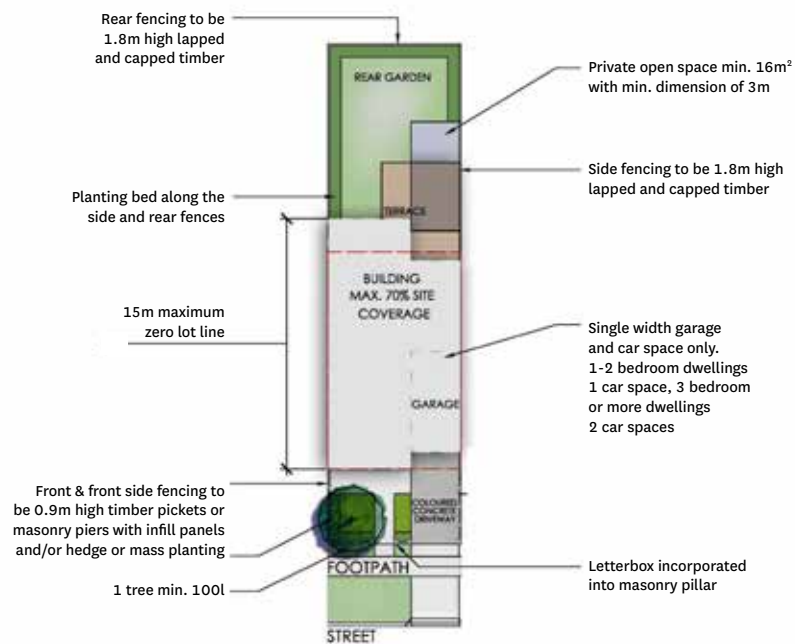 Rear fencing to be
1.8m high lapped
and capped timber
REAR GARDEN
Private open space min. 16m²
with min. dimension of 3m
Side fencing to be 1.8m high
lapped and capped timber
Planting bed along the
side and rear fences
TERRACE
BUILDING
MAX. 70% SITE
COVERAGE
15m maximum
zero lot line
Single width garage
and car space only.
1-2 bedroom dwellings
1 car space, 3 bedroom
or more dwellings
2 car spaces
GARAGE
Front & front side fencing to
be 0.9m high timber pickets or
masonry piers with infill panels
and/or hedge or mass planting
COLOURED
CONCRETE
DRIVEWAY
1 tree min. 100l
FOOTPATH
Letterbox incorporated
into masonry pillar
STREET